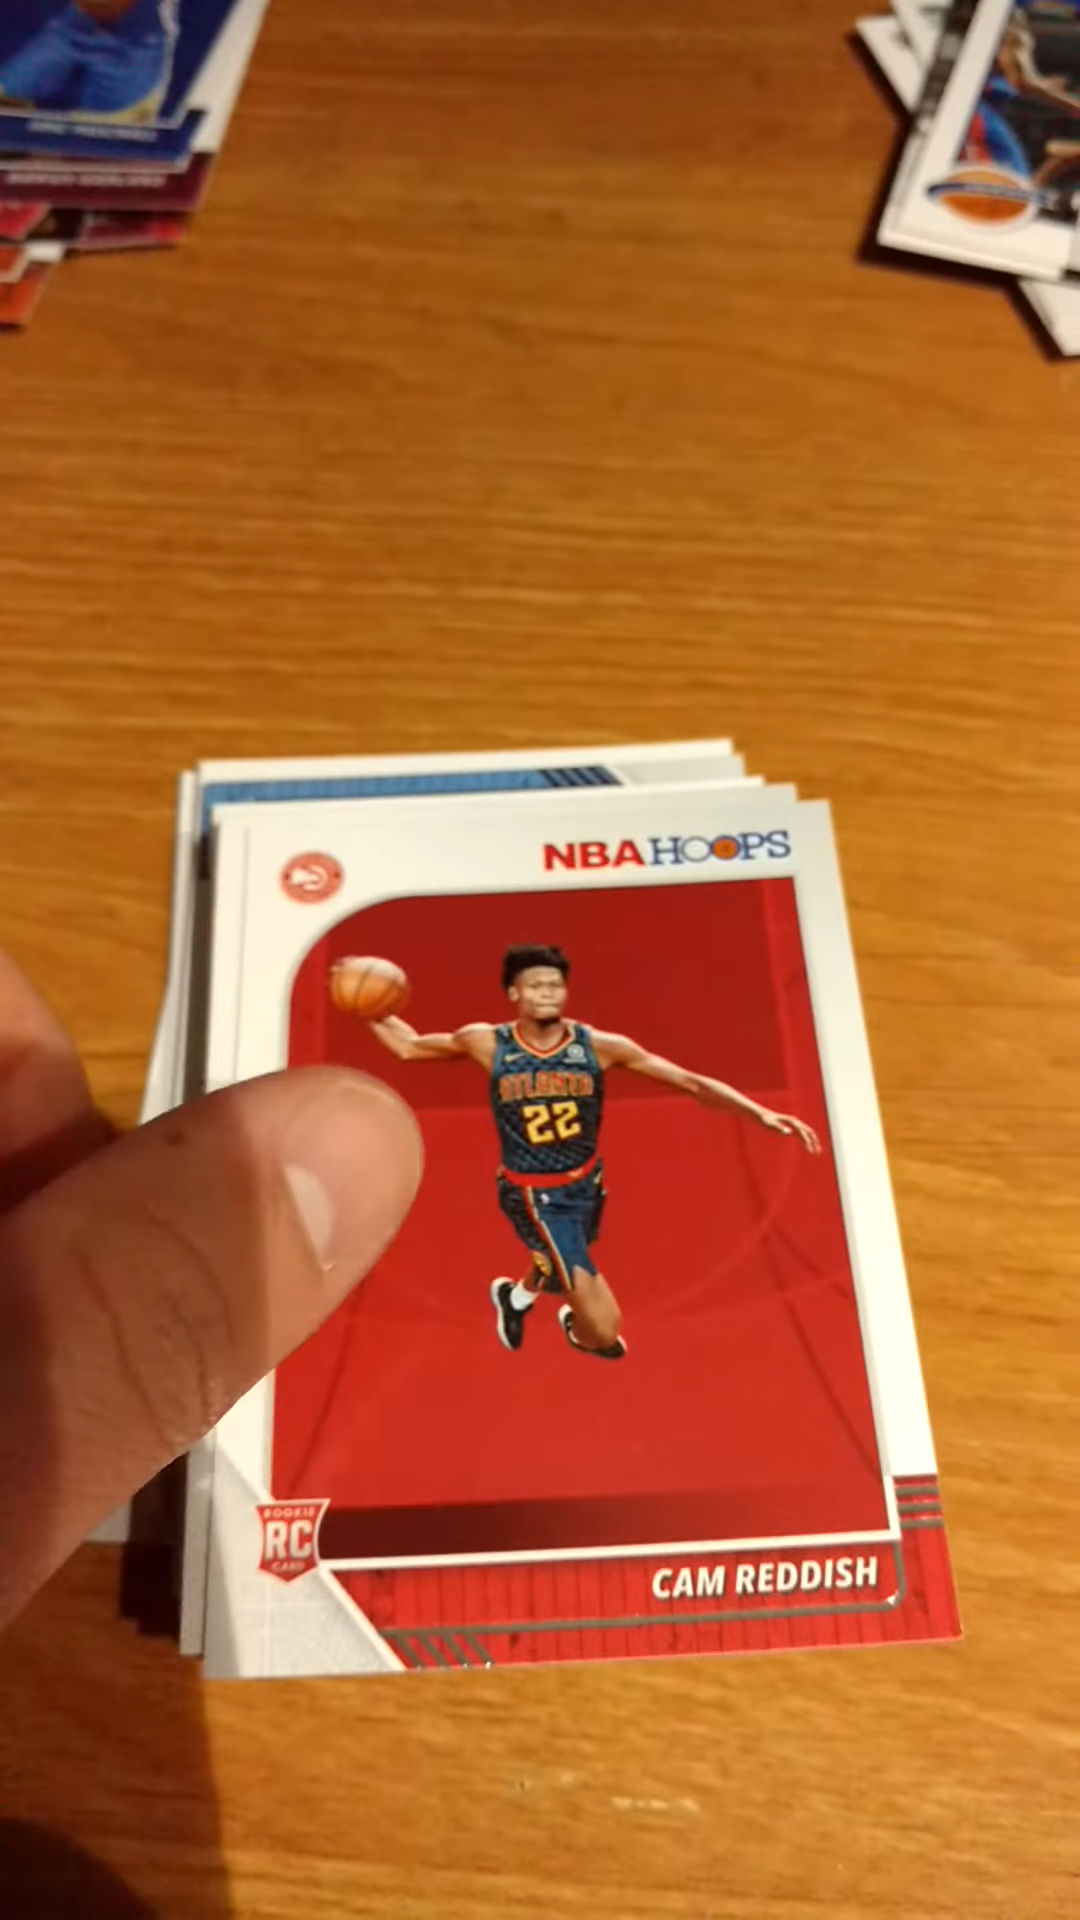 NBA HOOPS
ATLANTA
22
ROOKIE
RC
CARD
CAM REDDISH